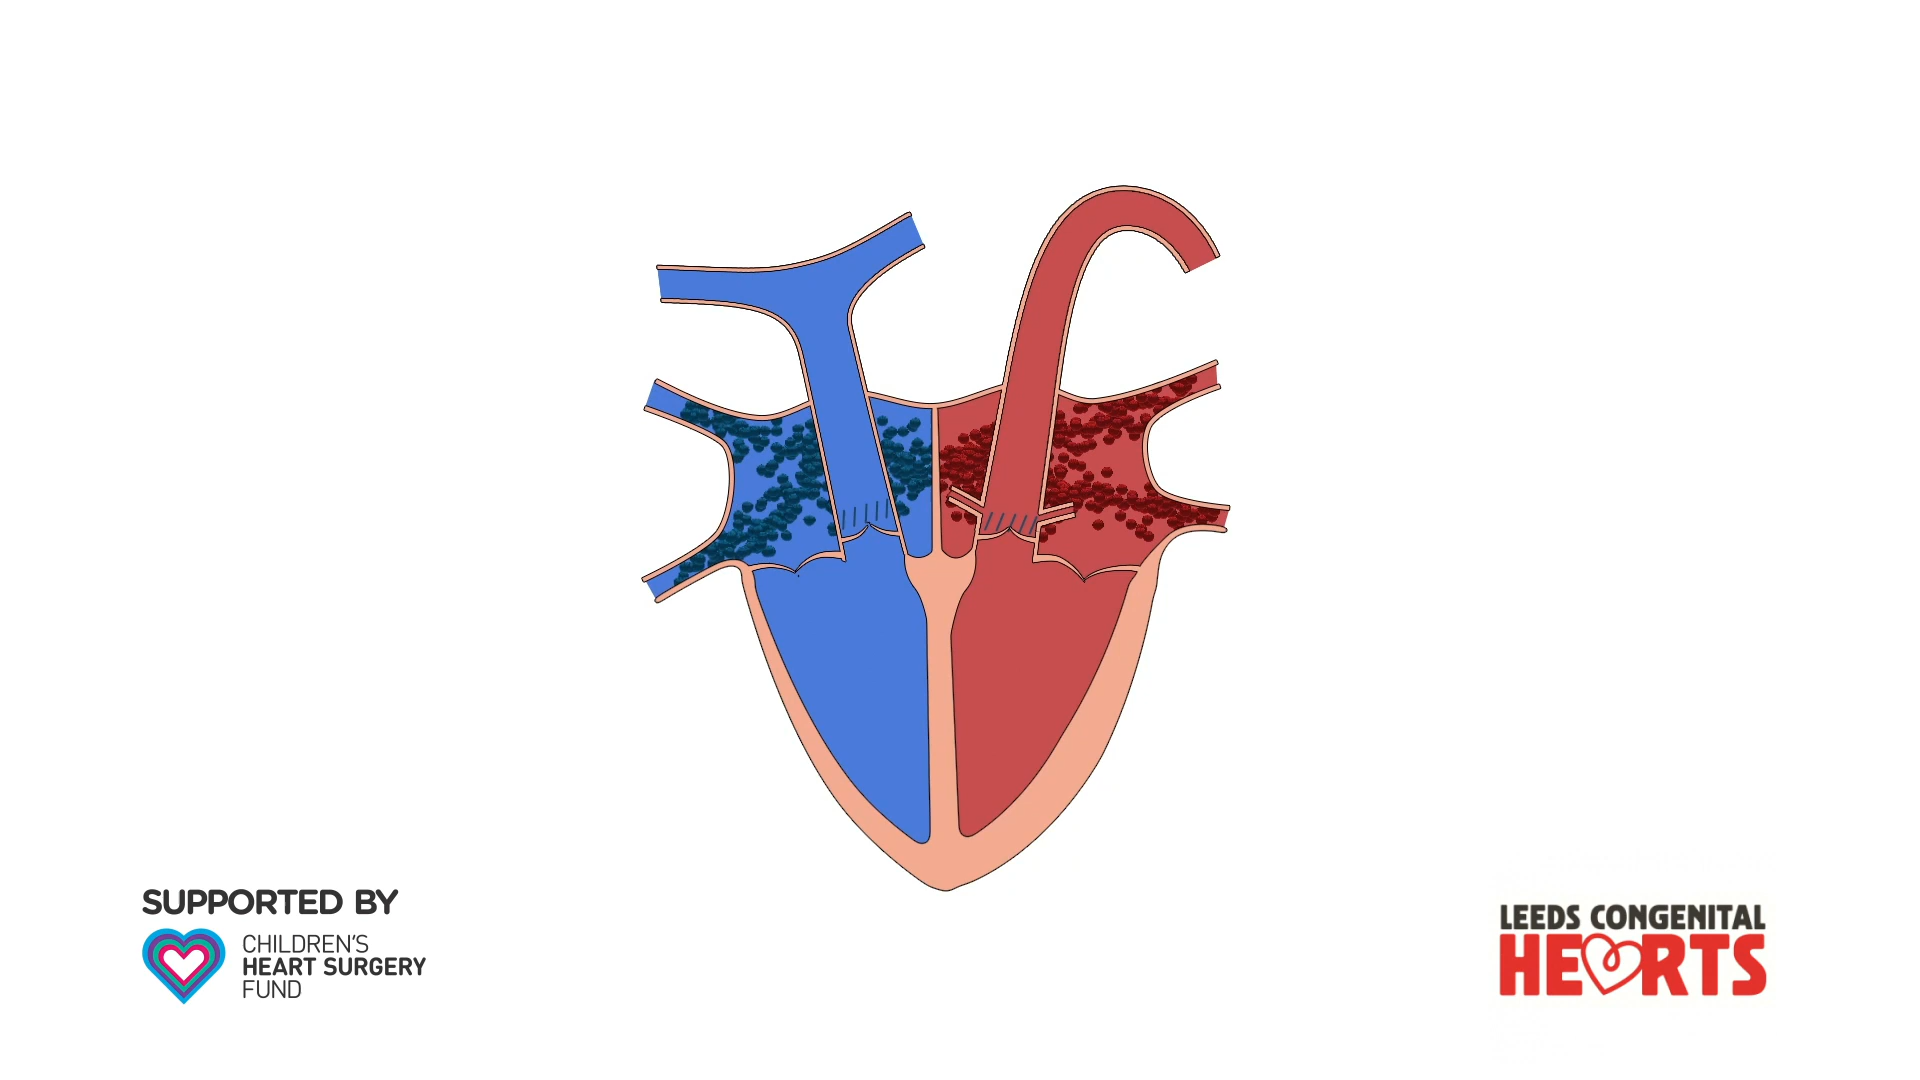 SUPPORTED BY
CHILDREN'S
HEART SURGERY
FUND
LEEDS CONGENITAL
HEARTS